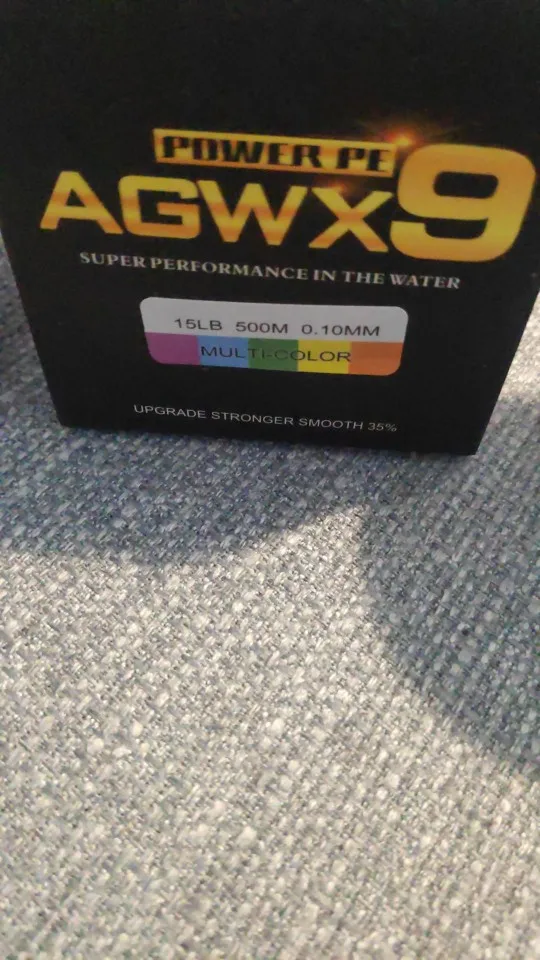 POWER PE
AGWX9
SUPER PERFORMANCE IN THE WATER
15LB 500M 0.10MM
MULTI-COLOR
UPGRADE STRONGER SMOOTH 35%